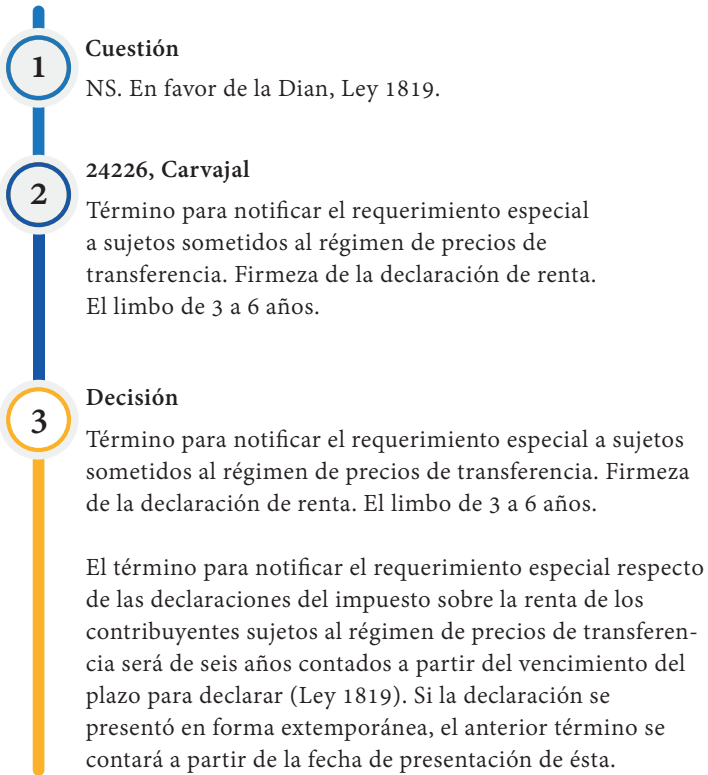 1
Cuestión
NS. En favor de la Dian, Ley 1819.
2
24226, Carvajal
Término para notificar el requerimiento especial
a sujetos sometidos al régimen de precios de
transferencia. Firmeza de la declaración de renta.
El limbo de 3 a 6 años.
3
Decisión
Término para notificar el requerimiento especial a sujetos
sometidos al régimen de precios de transferencia. Firmeza
de la declaración de renta. El limbo de 3 a 6 años.
El término para notificar el requerimiento especial respecto
de las declaraciones del impuesto sobre la renta de los
contribuyentes sujetos al régimen de precios de transferen-
cia será de seis años contados a partir del vencimiento del
plazo para declarar (Ley 1819). Si la declaración se
presentó en forma extemporánea, el anterior término se
contará a partir de la fecha de presentación de ésta.